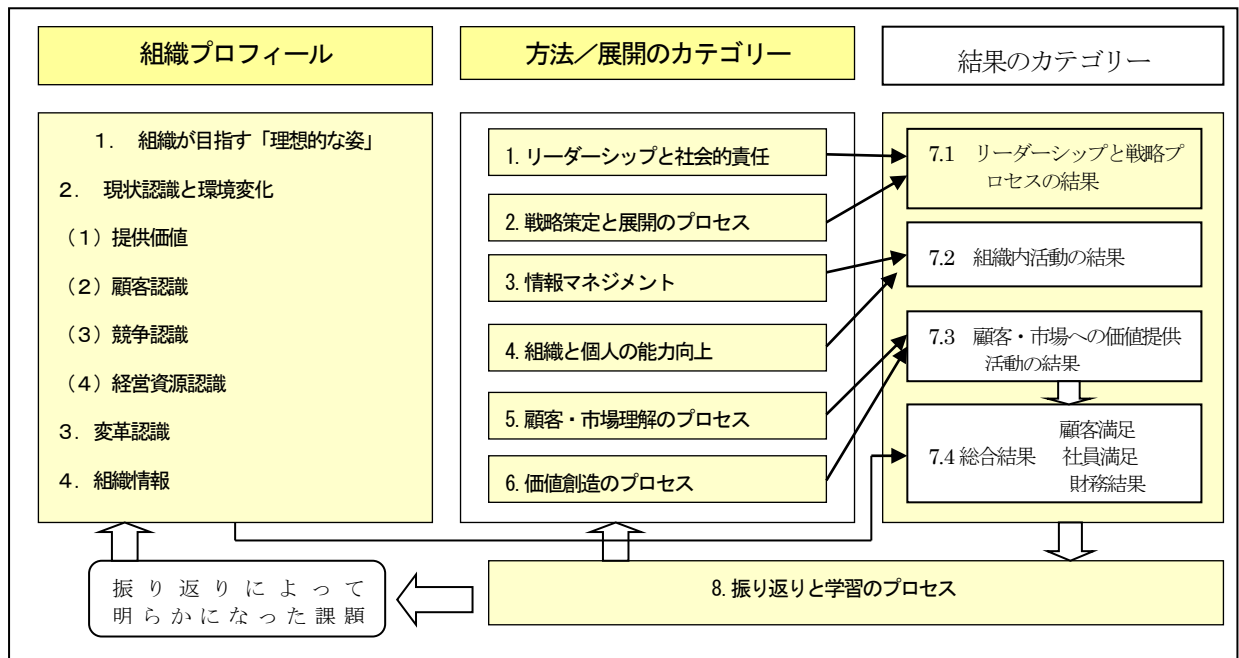 組織プロフィール
方法／展開のカテゴリー
結果のカテゴリー
１． 組織が目指す「理想的な姿」
２． 現状認識と環境変化
（１）提供価値
（２）顧客認識
（３）競争認識
（４）経営資源認識
３．変革認識
４．組織情報
1.リーダーシップと社会的責任
2.戦略策定と展開のプロセス
3.情報マネジメント
4.組織と個人の能力向上
5.顧客・市場理解のプロセス
6.価値創造のプロセス
7.1 リーダーシップと戦略プ
ロセスの結果
7.2 組織内活動の結果
7.3 顧客・市場への価値提供
活動の結果
顧客満足
7.4 総合結果 社員満足
財務結果
8.振り返りと学習のプロセス
振り返りによって
明らかになった課題